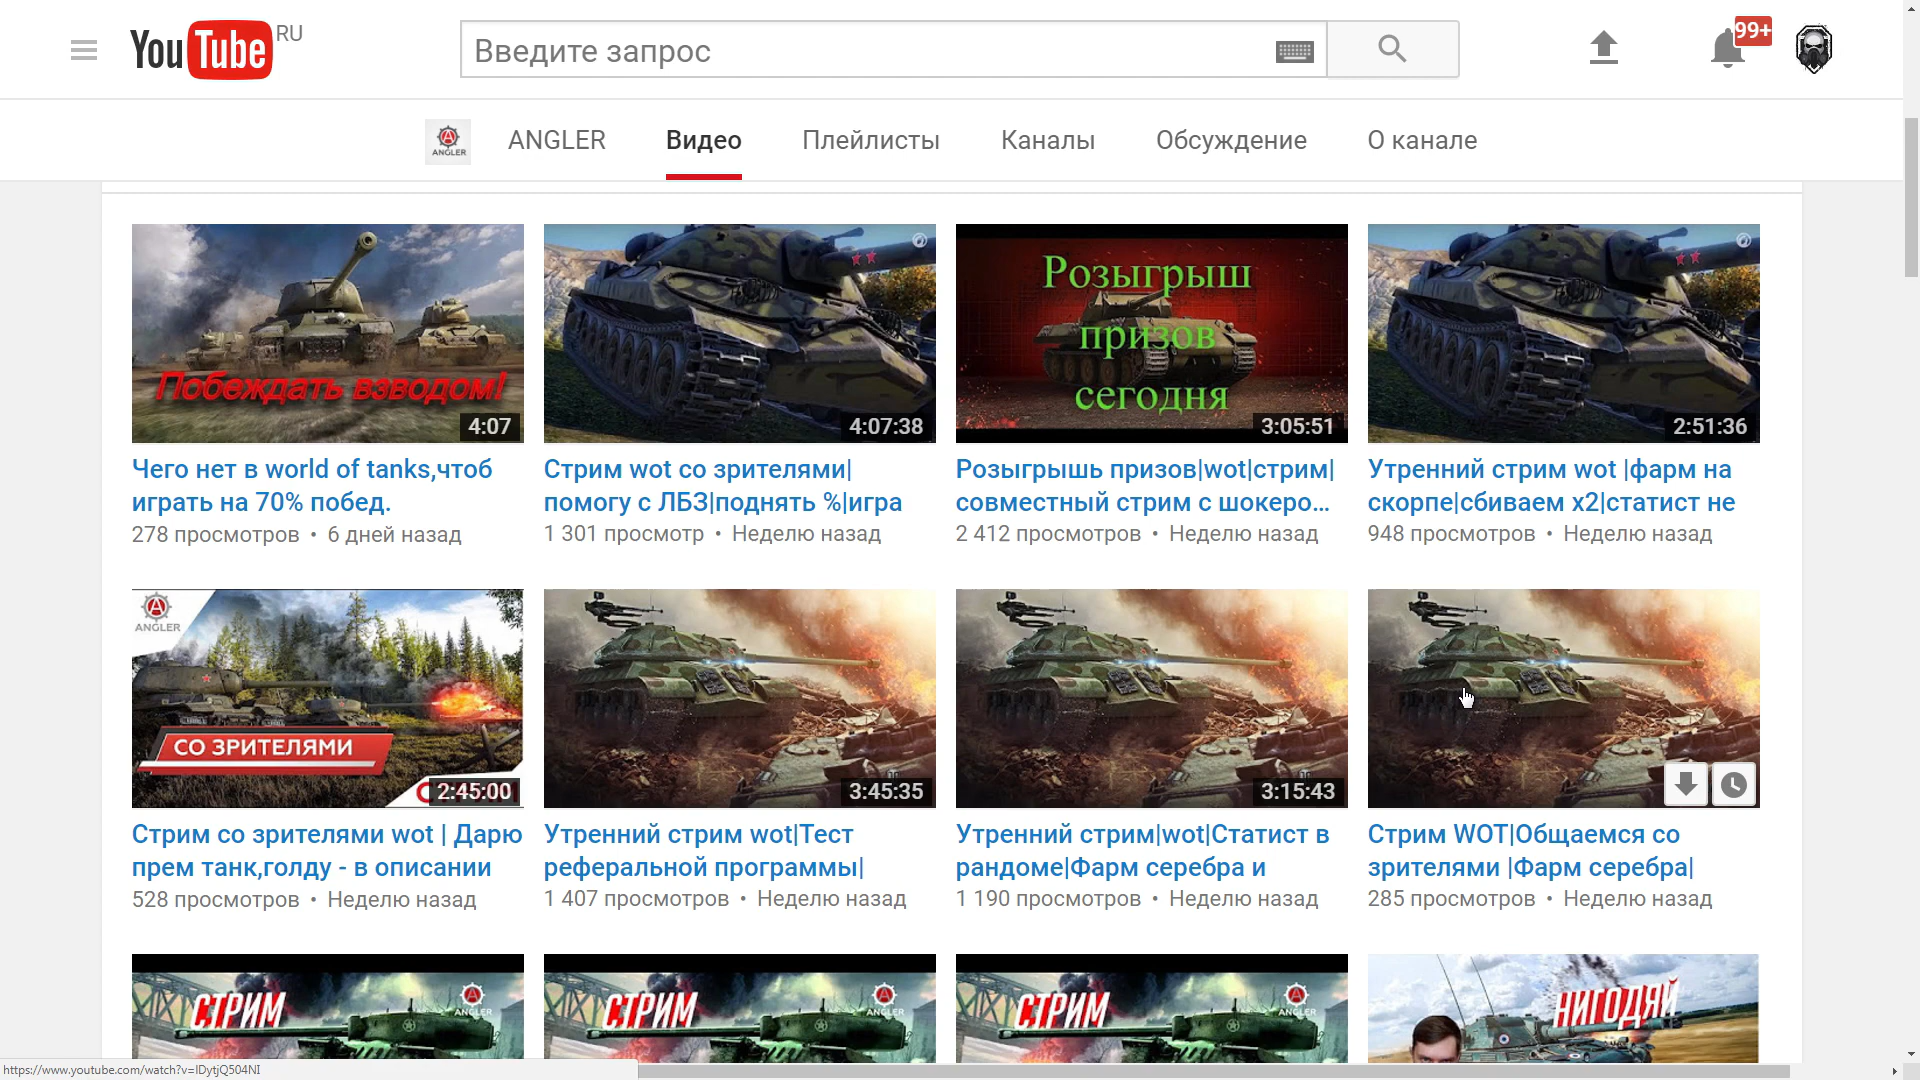 YouTube RU
Введите запрос
99+
ANGLER
ANGLER
Видео
Плейлисты
Каналы
Обсуждение
О канале
Побеждать взводом!
4:07
4:07:38
Розыгрыш
призов
сегодня
3:05:51
2:51:36
Чего нет в world of tanks,чтоб
играть на 70% побед.
278 просмотров • 6 дней назад
Стрим wot со зрителями|
помогу с ЛБЗ|поднять %|игра
1 301 просмотр • Неделю назад
Розыгрышь призов|wot|стрим|
совместный стрим с шокеро...
2 412 просмотров • Неделю назад
Утренний стрим wot |фарм на
скорпе|сбиваем x2|статист не
948 просмотров • Неделю назад
ANGLER
СО ЗРИТЕЛЯМИ
2:45:00
3:45:35
3:15:43
Стрим со зрителями wot | Дарю
прем танк,голду - в описании
528 просмотров • Неделю назад
Утренний стрим wot|Тест
реферальной программы|
1 407 просмотров • Неделю назад
Утренний стрим|wot|Статист в
рандоме|Фарм серебра и
1 190 просмотров • Неделю назад
Стрим WOT|Общаемся со
зрителями |Фарм серебра|
285 просмотров • Неделю назад
СТРИМ
ANGLER
СТРИМ
ANGLER
СТРИМ
ANGLER
НИГОДЯЙ
https://www.youtube.com/watch?v=lDytjQ504NI